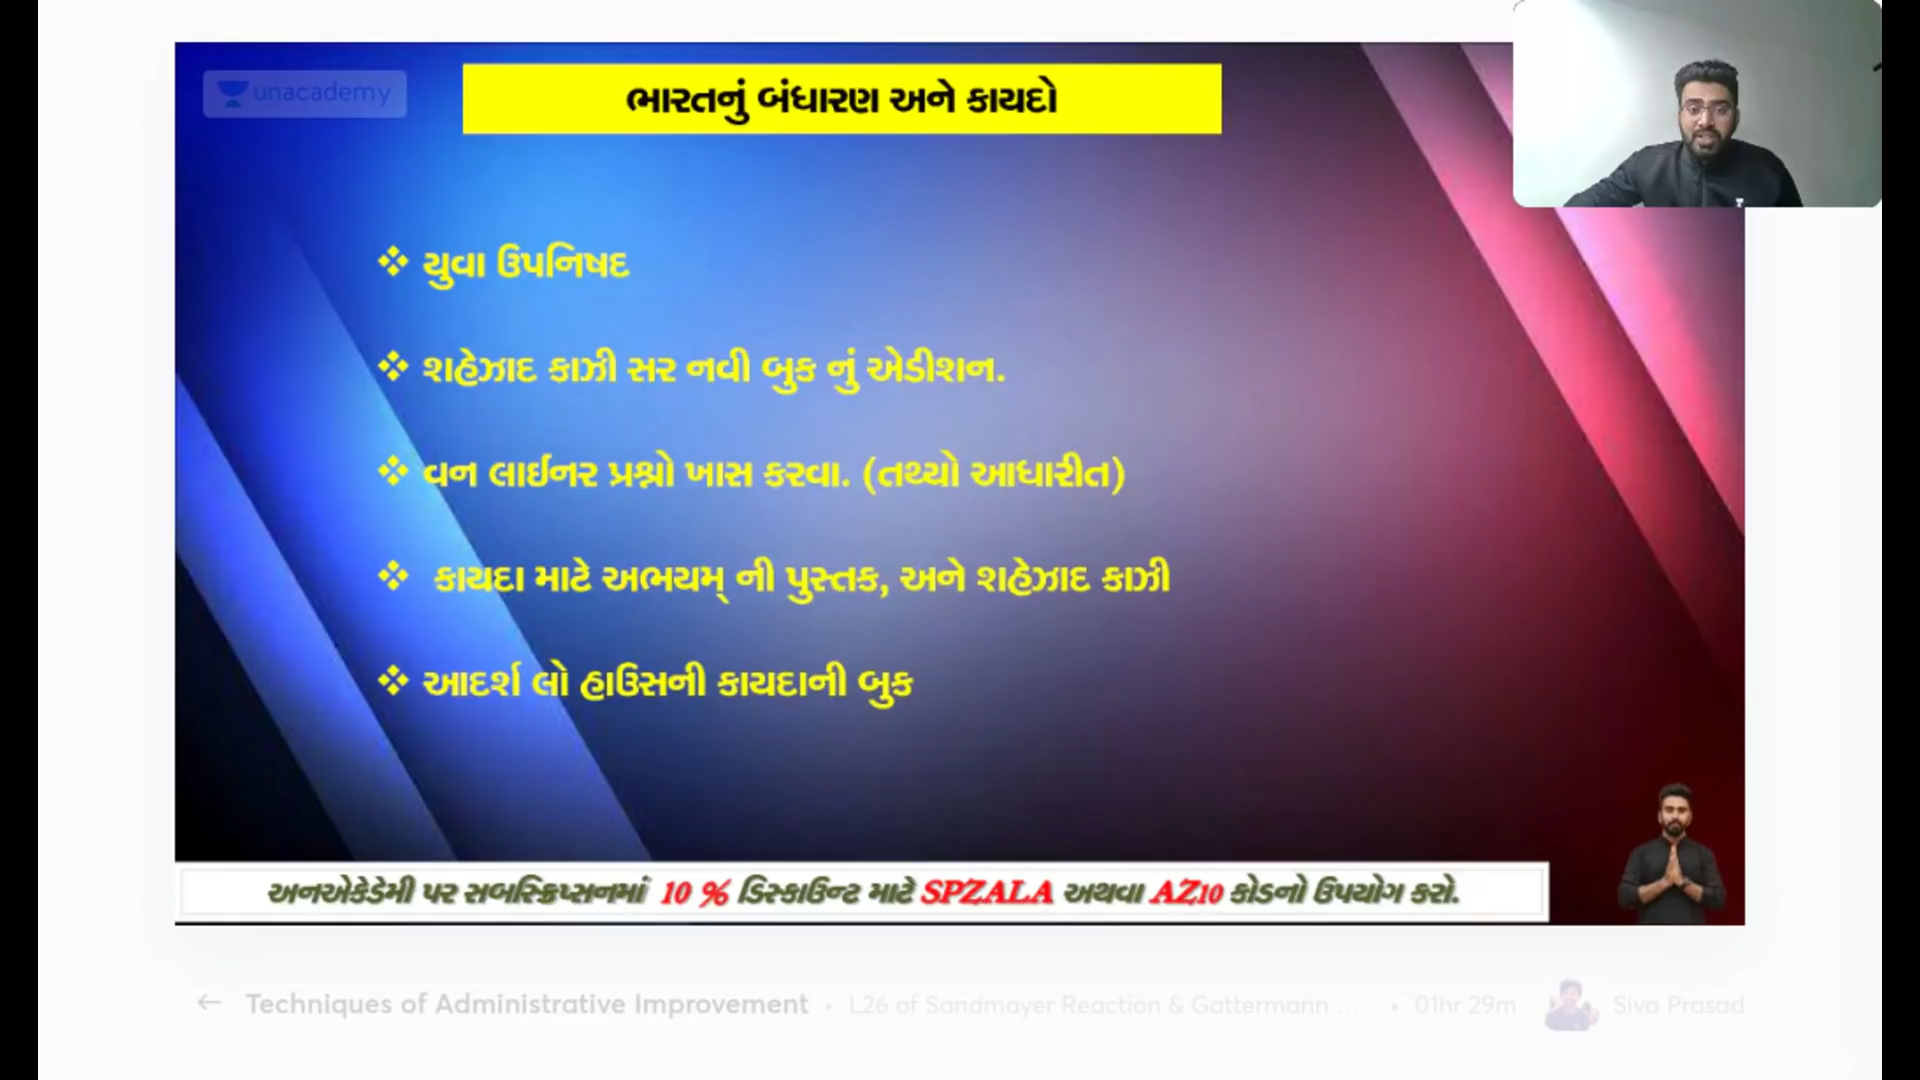 unacademy
ભારતનું બંધારણ અને કાયદો
❖ યુવા ઉપનિષદ
❖ શહેઝાદ કાઝી સર નવી બુક નું એડીશન.
❖ વન લાઈનર પ્રશ્નો ખાસ કરવા. (તથ્યો આધારીત)
❖ કાયદા માટે અભયમ્ ની પુસ્તક, અને શહેઝાદ કાઝી
❖ આદર્શ લો હાઉસની કાયદાની બુક
અનએકેડેમી પર સબસ્ક્રિપ્સનમાં 10 % ડિસ્કાઉન્ટ માટે SPZALA અથવા AZ10 કોડનો ઉપયોગ કરો.
← Techniques of Administrative Improvement • L26 of Sandmayer Reaction & Gattermann ... • 01hr 29m Siva Prasad